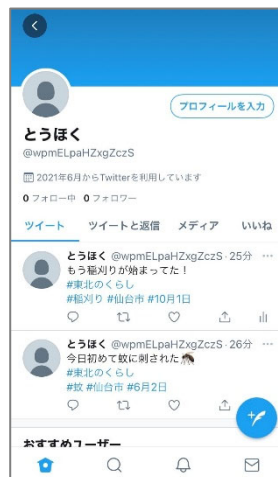 プロフィールを入力
とうほく
@wpmELpaHZxgZczS
2021年6月からTwitterを利用しています
0 フォロー中 0 フォロワー
ツイート ツイートと返信 メディア いいね
とうほく @wpmELpaHZxgZczS · 25分
もう稲刈りが始まってた！
#東北のくらし
#稲刈り #仙台市 #10月1日
とうほく @wpmELpaHZxgZczS · 26分
今日初めて蚊に刺された🦟
#東北のくらし
#蚊 #仙台市 #6月2日
おすすめユーザー